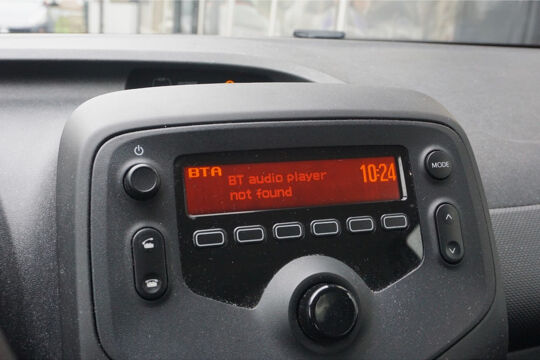 BTA
BT audio player
not found
10:24
MODE